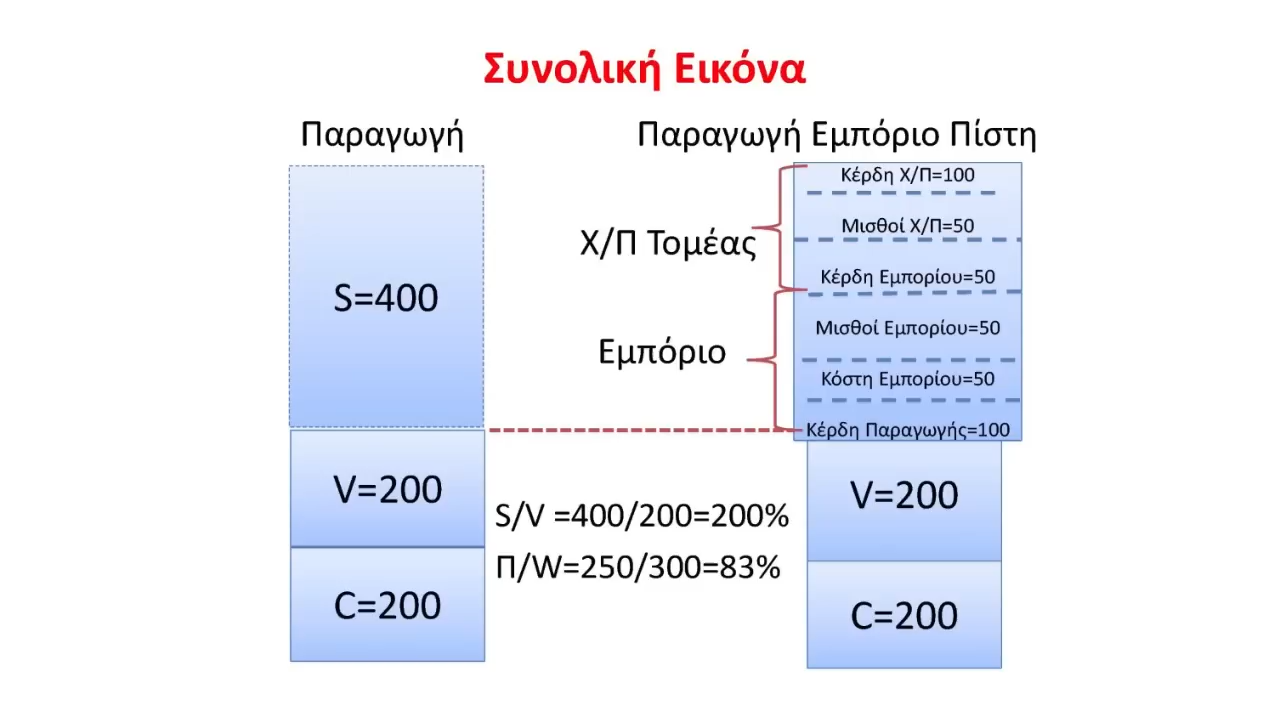 Συνολική Εικόνα
Παραγωγή
Παραγωγή Εμπόριο Πίστη
S=400
V=200
C=200
Χ/Π Τομέας
Εμπόριο
S/V =400/200=200%
Π/W=250/300=83%
Κέρδη Χ/Π=100
Μισθοί Χ/Π=50
Κέρδη Εμπορίου=50
Μισθοί Εμπορίου=50
Κόστη Εμπορίου=50
Κέρδη Παραγωγής=100
V=200
C=200